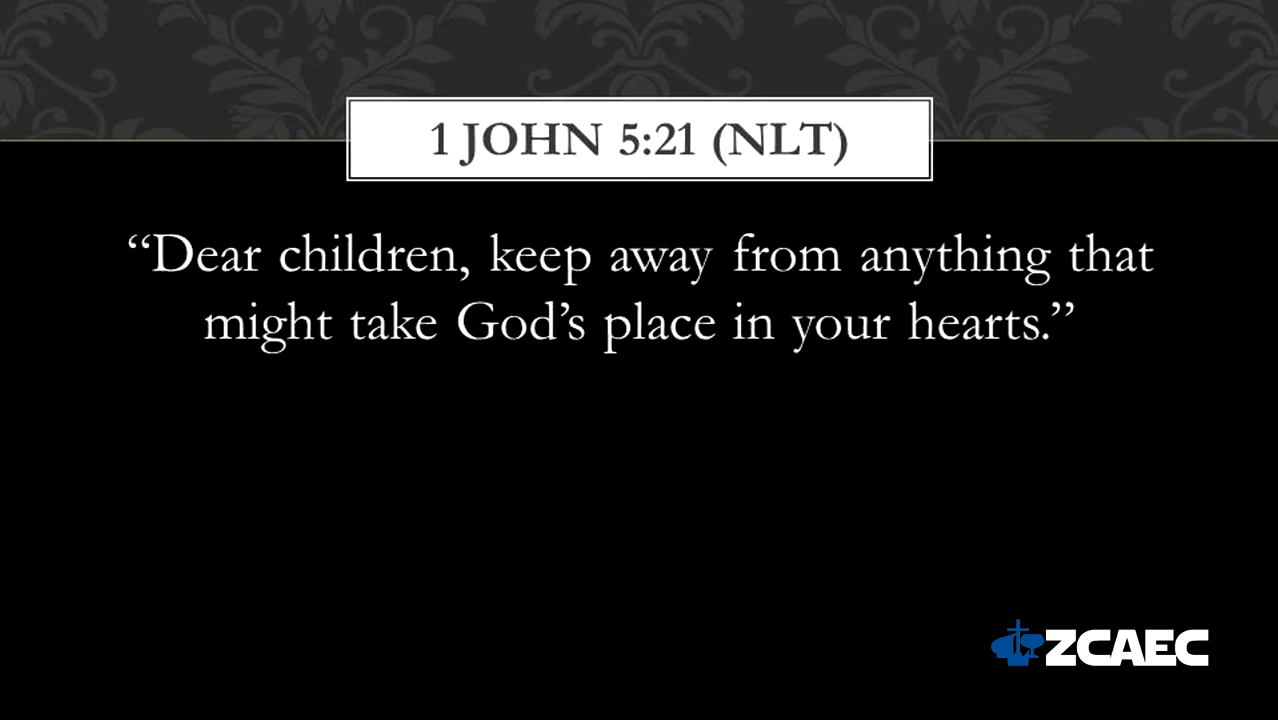 1 JOHN 5:21 (NLT)
“Dear children, keep away from anything that
might take God’s place in your hearts.”
ZCAEC